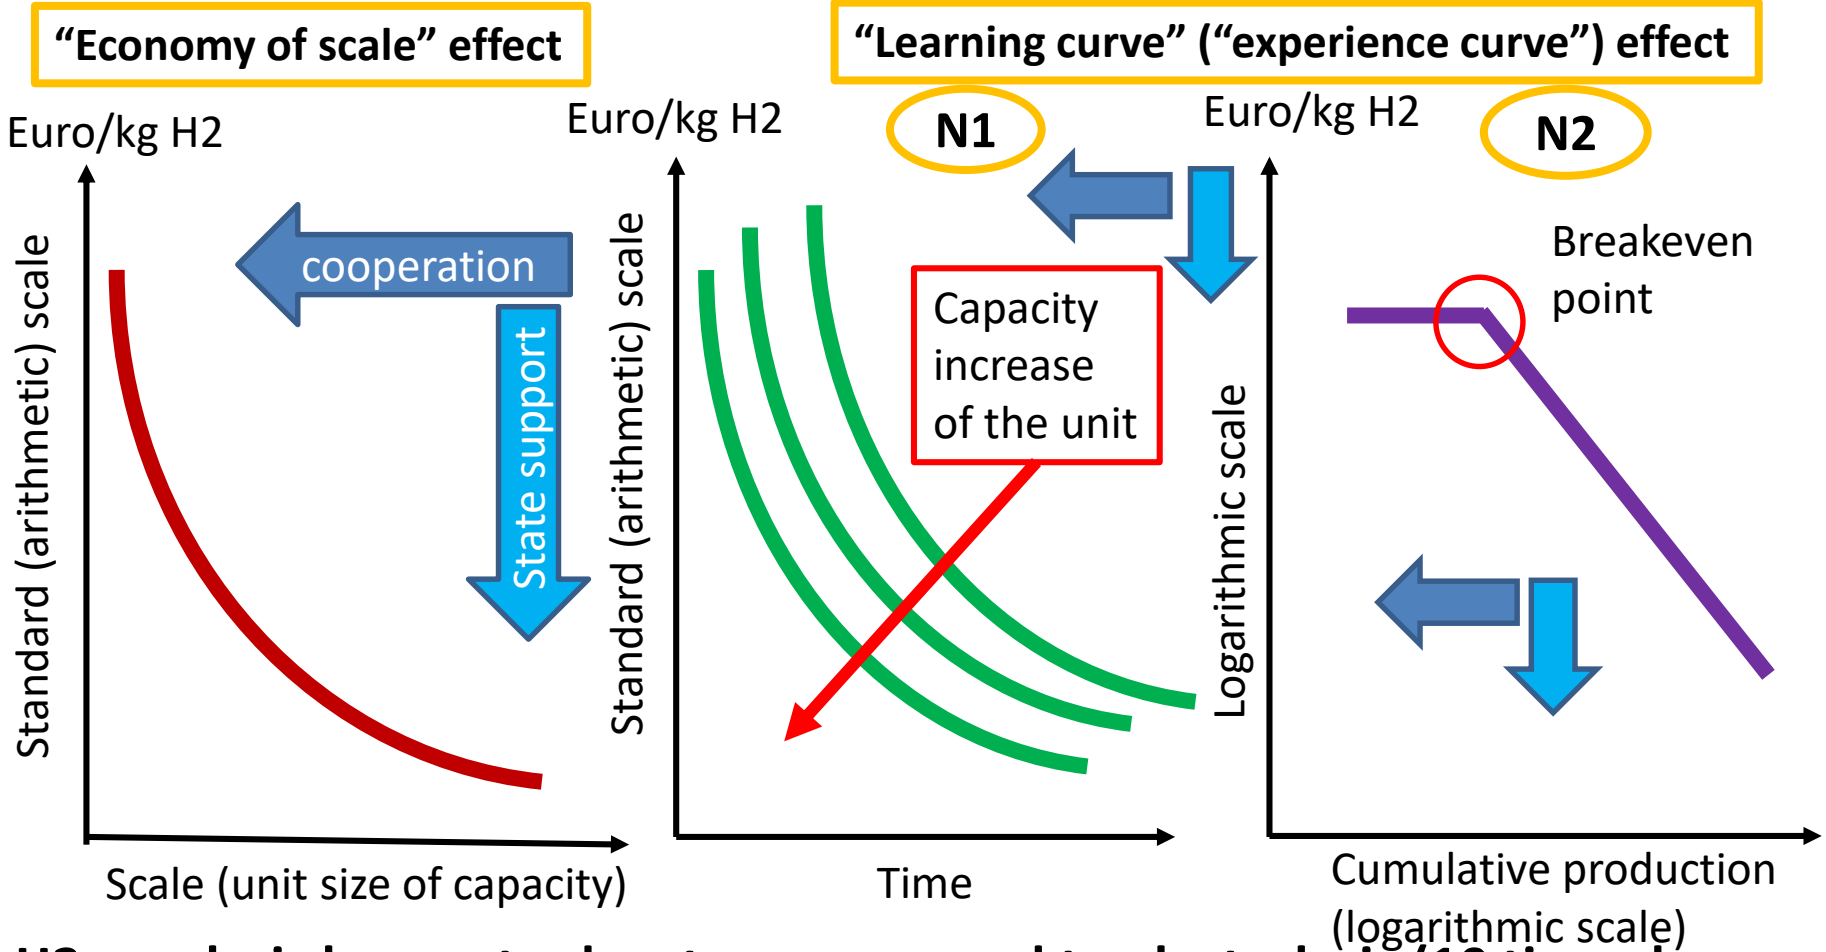 “Economy of scale” effect
“Learning curve” (“experience curve”) effect
Euro/kg H2
Standard (arithmetic) scale
cooperation
State support
Scale (unit size of capacity)
Euro/kg H2
N1
Standard (arithmetic) scale
Capacity
increase
of the unit
Time
Euro/kg H2
N2
Logarithmic scale
Breakeven
point
Cumulative production
(logarithmic scale)